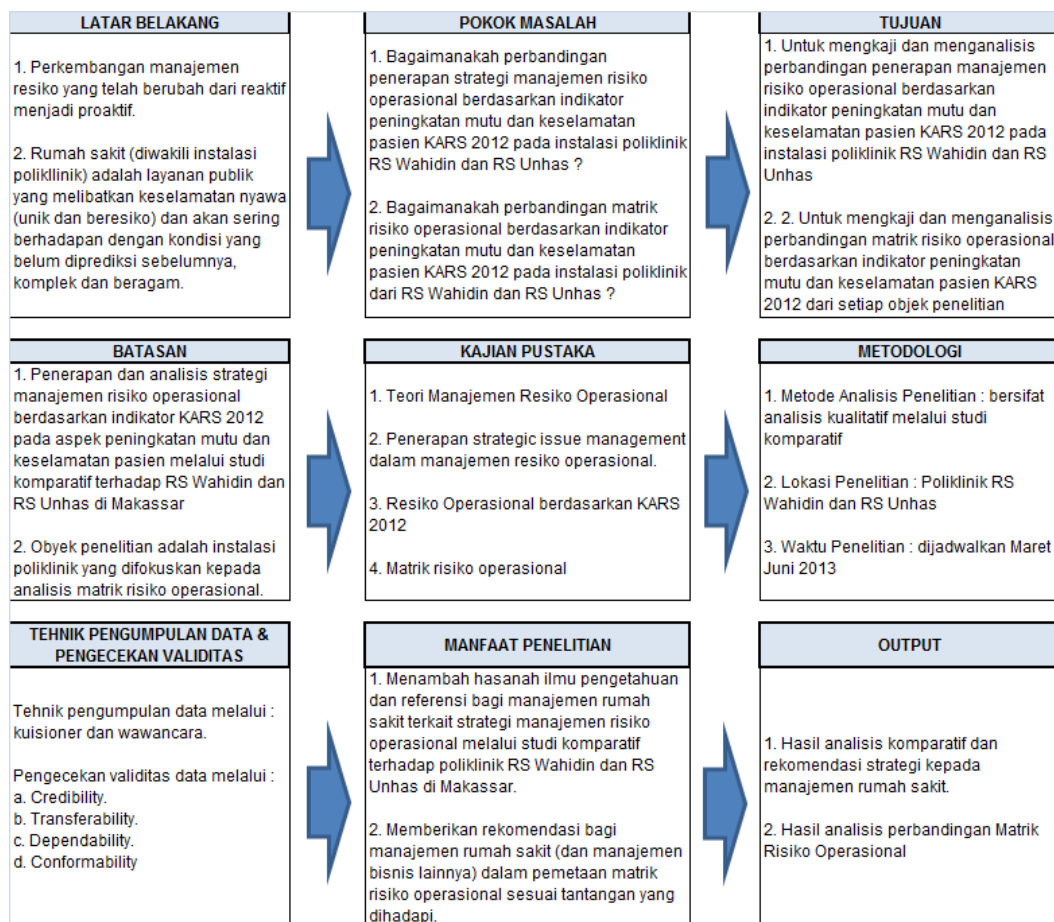 LATAR BELAKANG
1. Perkembangan manajemen
resiko yang telah berubah dari reaktif
menjadi proaktif.
2. Rumah sakit (diwakili instalasi
polikllinik) adalah layanan publik
yang melibatkan keselamatan nyawa
(unik dan beresiko) dan akan sering
berhadapan dengan kondisi yang
belum diprediksi sebelumnya,
komplek dan beragam.
POKOK MASALAH
1. Bagaimanakah perbandingan
penerapan strategi manajemen risiko
operasional berdasarkan indikator
peningkatan mutu dan keselamatan
pasien KARS 2012 pada instalasi poliklinik
RS Wahidin dan RS Unhas ?
2. Bagaimanakah perbandingan matrik
risiko operasional berdasarkan indikator
peningkatan mutu dan keselamatan
pasien KARS 2012 pada instalasi poliklinik
dari RS Wahidin dan RS Unhas ?
TUJUAN
1. Untuk mengkaji dan menganalisis
perbandingan penerapan manajemen
risiko operasional berdasarkan
indikator peningkatan mutu dan
keselamatan pasien KARS 2012 pada
instalasi poliklinik RS Wahidin dan RS
Unhas
2. 2. Untuk mengkaji dan menganalisis
perbandingan matrik risiko operasional
berdasarkan indikator peningkatan
mutu dan keselamatan pasien KARS
2012 dari setiap objek penelitian
BATASAN
1. Penerapan dan analisis strategi
manajemen risiko operasional
berdasarkan indikator KARS 2012
pada aspek peningkatan mutu dan
keselamatan pasien melalui studi
komparatif terhadap RS Wahidin dan
RS Unhas di Makassar
2. Obyek penelitian adalah instalasi
poliklinik yang difokuskan kepada
analisis matrik risiko operasional.
KAJIAN PUSTAKA
1. Teori Manajemen Resiko Operasional
2. Penerapan strategic issue management
dalam manajemen resiko operasional.
3. Resiko Operasional berdasarkan KARS
2012
4. Matrik risiko operasional
METODOLOGI
1. Metode Analisis Penelitian : bersifat
analisis kualitatif melalui studi
komparatif
2. Lokasi Penelitian : Poliklinik RS
Wahidin dan RS Unhas
3. Waktu Penelitian : dijadwalkan Maret
Juni 2013
TEHNIK PENGUMPULAN DATA &
PENGECEKAN VALIDITAS
Tehnik pengumpulan data melalui :
kuisioner dan wawancara.
Pengecekan validitas data melalui :
a. Credibility.
b. Transferability.
c. Dependability.
d. Conformability
MANFAAT PENELITIAN
1. Menambah hasanah ilmu pengetahuan
dan referensi bagi manajemen rumah
sakit terkait strategi manajemen risiko
operasional melalui studi komparatif
terhadap poliklinik RS Wahidin dan RS
Unhas di Makassar.
2. Memberikan rekomendasi bagi
manajemen rumah sakit (dan manajemen
bisnis lainnya) dalam pemetaan matrik
risiko operasional sesuai tantangan yang
dihadapi.
OUTPUT
1. Hasil analisis komparatif dan
rekomendasi strategi kepada
manajemen rumah sakit.
2. Hasil analisis perbandingan Matrik
Risiko Operasional